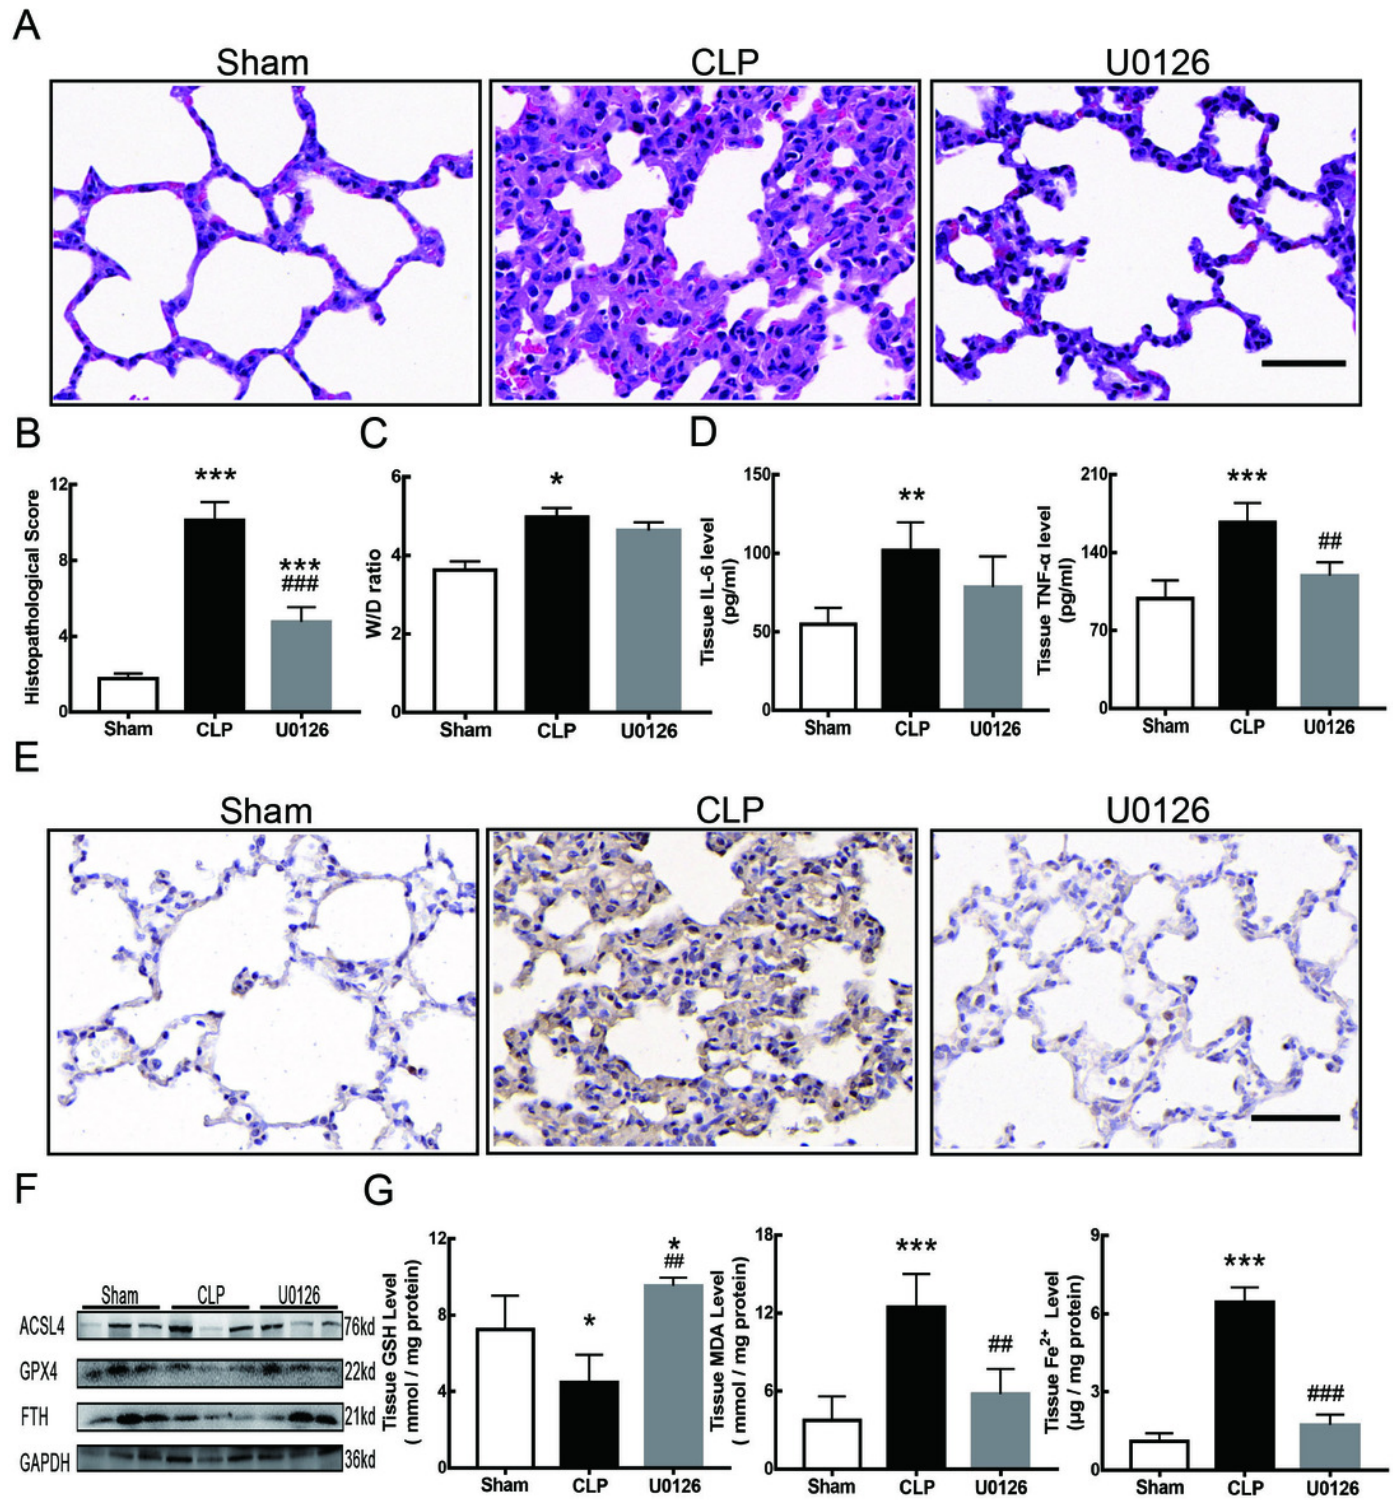 A
Sham CLP U0126
B C D
Histopathological Score
12
8
4
0
***
***
###
Sham CLP U0126
W/D ratio
6
4
2
0
*
Sham CLP U0126
Tissue IL-6 level
(pg/ml)
150
100
50
0
**
Sham CLP U0126
Tissue TNF-α level
(pg/ml)
210
140
70
0
***
##
Sham CLP U0126
E
Sham CLP U0126
F G
Sham CLP U0126
ACSL4 76kd
GPX4 22kd
FTH 21kd
GAPDH 36kd
Tissue GSH Level
( mmol / mg protein)
12
8
4
0
*
*
##
Sham CLP U0126
Tissue MDA Level
( mmol / mg protein)
18
12
6
0
***
##
Sham CLP U0126
Tissue Fe²⁺ Level
(μg / mg protein)
9
6
3
0
***
###
Sham CLP U0126